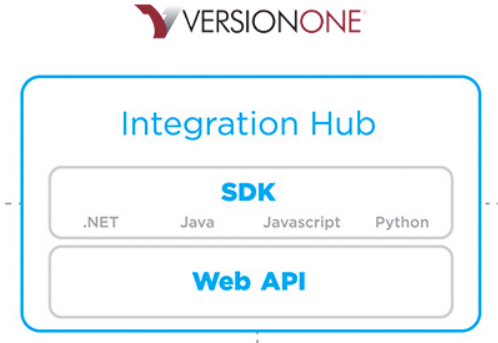 VERSIONONE
Integration Hub
SDK
.NET Java Javascript Python
Web API